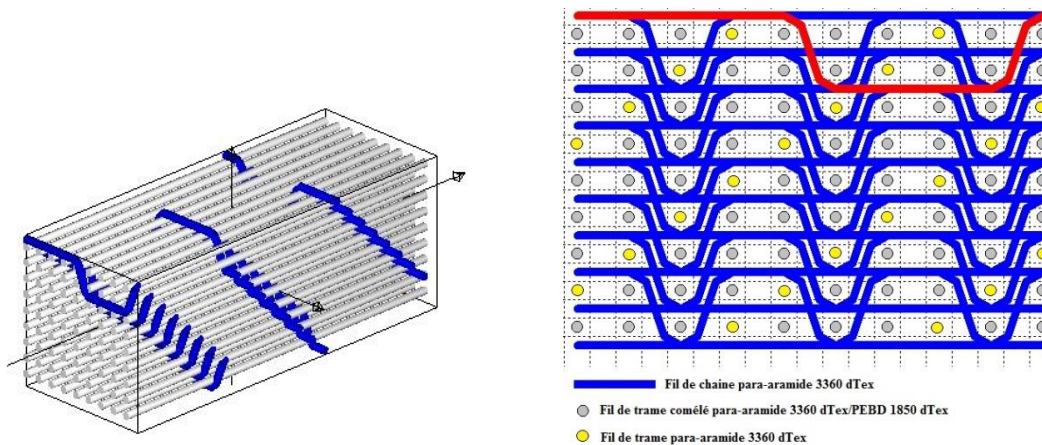 Fil de chaine para-aramide 3360 dTex
Fil de trame comélé para-aramide 3360 dTex/PEBD 1850 dTex
Fil de trame para-aramide 3360 dTex